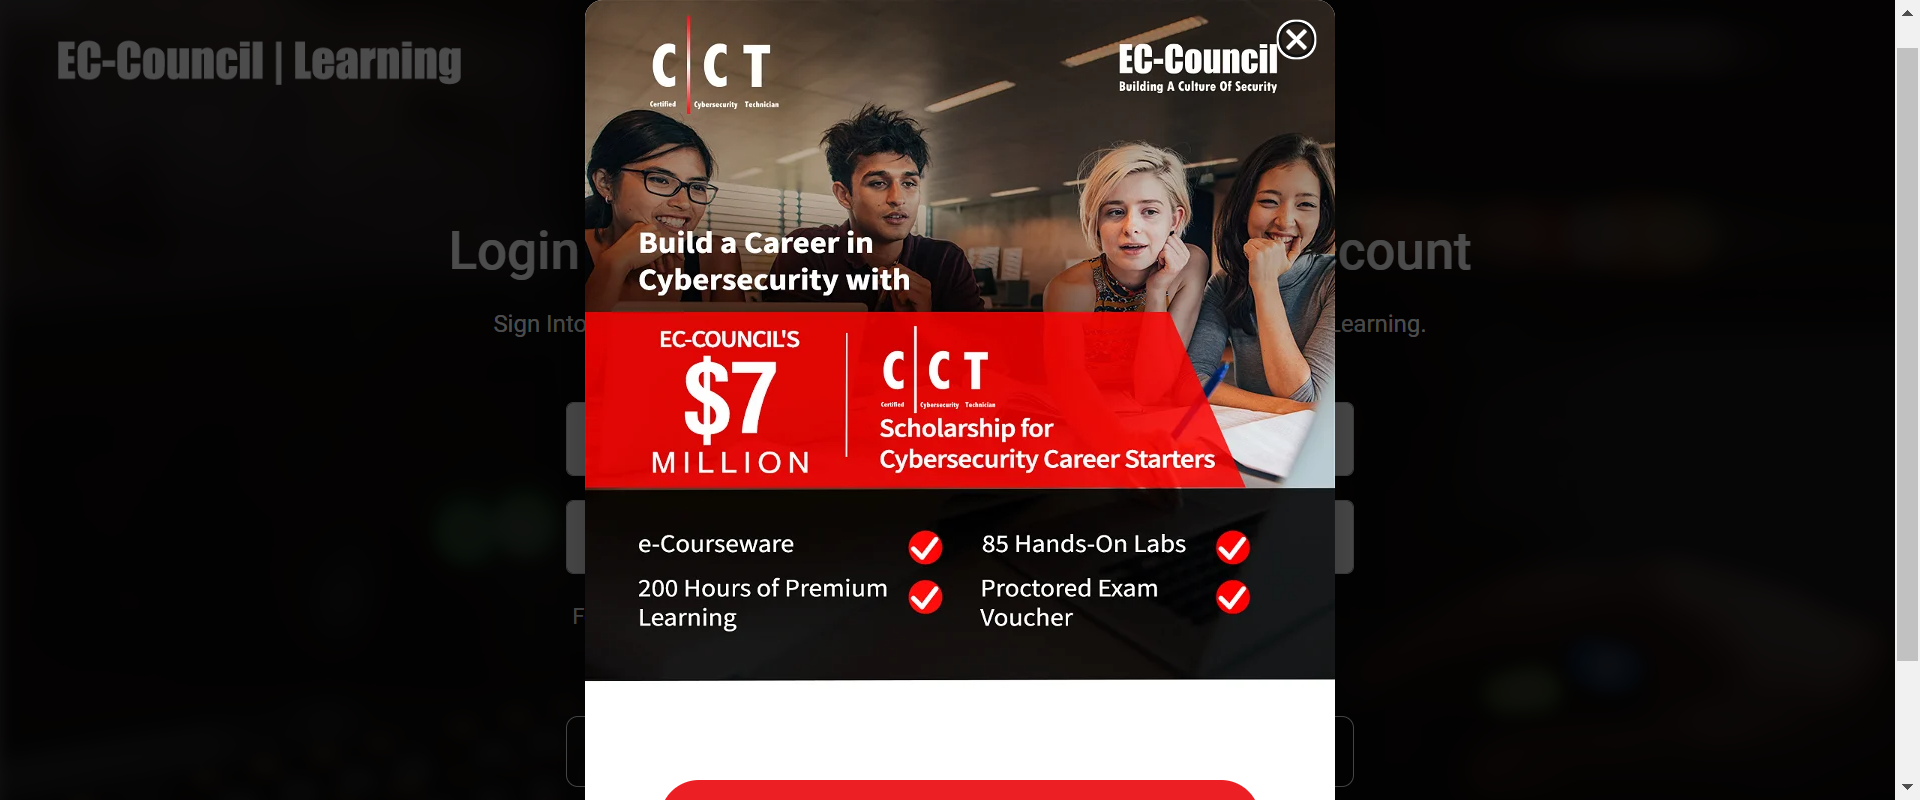 EC-Council | Learning
C|CT
Certified Cybersecurity Technician
EC-Council
Building A Culture Of Security
Login
count
Sign Into
Learning.
Build a Career in
Cybersecurity with
EC-COUNCIL'S
$7
MILLION
C|CT
Certified Cybersecurity Technician
Scholarship for
Cybersecurity Career Starters
e-Courseware
85 Hands-On Labs
200 Hours of Premium
Learning
Proctored Exam
Voucher
F